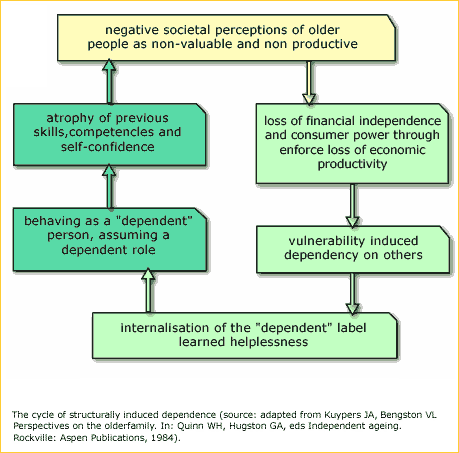 negative societal perceptions of older
people as non-valuable and non productive
atrophy of previous
skills,competencies and
self-confidence
loss of financial independence
and consumer power through
enforce loss of economic
productivity
behaving as a "dependent"
person, assuming a
dependent role
vulnerability induced
dependency on others
internalisation of the "dependent" label
learned helplessness
The cycle of structurally induced dependence (source: adapted from Kuypers JA, Bengston VL
Perspectives on the olderfamily. In: Quinn WH, Hugston GA, eds Independent ageing.
Rockville: Aspen Publications, 1984).